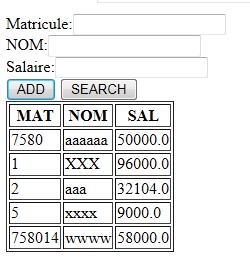 Matricule:
NOM:
Salaire:
ADD SEARCH
MAT NOM SAL
7580 aaaaaa 50000.0
1 XXX 96000.0
2 aaa 32104.0
5 xxxx 9000.0
758014 wwww 58000.0